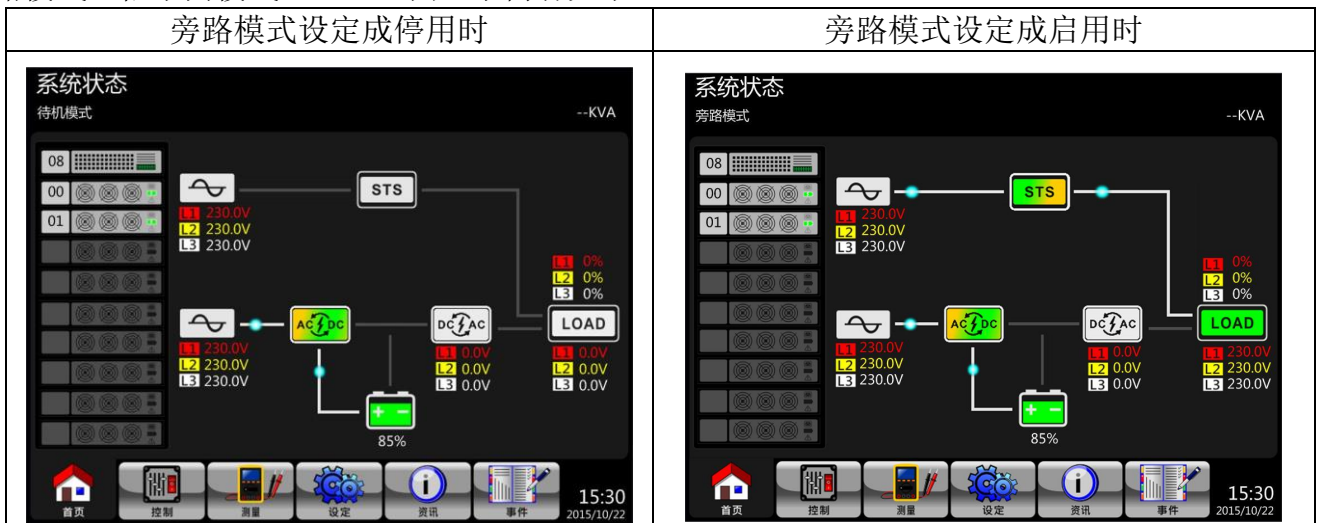 旁路模式设定成停用时
旁路模式设定成启用时
系统状态
待机模式
--KVA
08
00
01
STS
L1 230.0V
L2 230.0V
L3 230.0V
L1 0%
L2 0%
L3 0%
AC DC
DC AC
LOAD
L1 230.0V
L2 230.0V
L3 230.0V
L1 0.0V
L2 0.0V
L3 0.0V
L1 0.0V
L2 0.0V
L3 0.0V
+ -
85%
首页
控制
测量
设定
资讯
事件
15:30
2015/10/22
系统状态
旁路模式
--KVA
08
00
01
STS
L1 230.0V
L2 230.0V
L3 230.0V
L1 0%
L2 0%
L3 0%
AC DC
DC AC
LOAD
L1 230.0V
L2 230.0V
L3 230.0V
L1 0.0V
L2 0.0V
L3 0.0V
L1 230.0V
L2 230.0V
L3 230.0V
+ -
85%
首页
控制
测量
设定
资讯
事件
15:30
2015/10/22